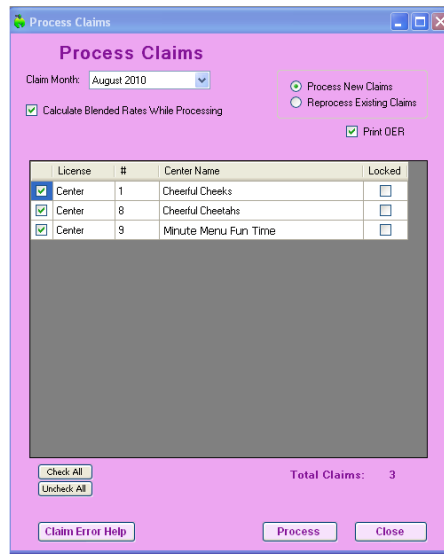 Process Claims
Process Claims
Claim Month: August 2010
Process New Claims
Reprocess Existing Claims
Calculate Blended Rates While Processing
Print OER
License # Center Name Locked
Center 1 Cheerful Cheeks
Center 8 Cheerful Cheetahs
Center 9 Minute Menu Fun Time
Check All
Uncheck All
Total Claims: 3
Claim Error Help Process Close